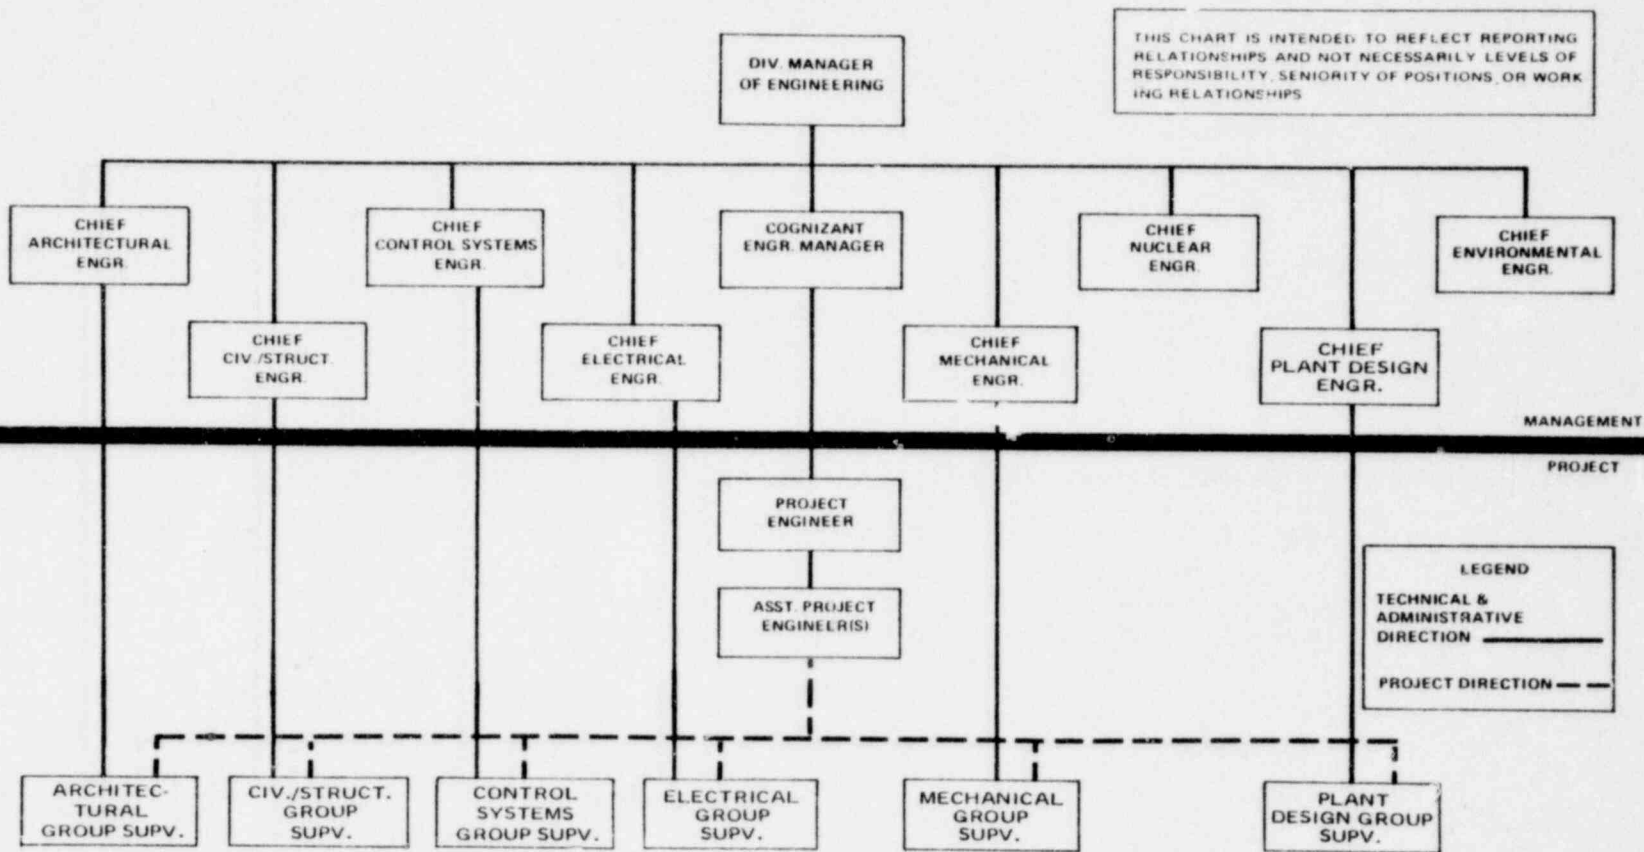 THIS CHART IS INTENDED TO REFLECT REPORTING
RELATIONSHIPS AND NOT NECESSARILY LEVELS OF
RESPONSIBILITY, SENIORITY OF POSITIONS, OR WORK
ING RELATIONSHIPS
DIV. MANAGER
OF ENGINEERING
CHIEF
ARCHITECTURAL
ENGR.
CHIEF
CONTROL SYSTEMS
ENGR.
COGNIZANT
ENGR. MANAGER
CHIEF
NUCLEAR
ENGR.
CHIEF
ENVIRONMENTAL
ENGR.
CHIEF
CIV./STRUCT.
ENGR.
CHIEF
ELECTRICAL
ENGR.
CHIEF
MECHANICAL
ENGR.
CHIEF
PLANT DESIGN
ENGR.
MANAGEMENT
PROJECT
PROJECT
ENGINEER
ASST. PROJECT
ENGINEER(S)
LEGEND
TECHNICAL &
ADMINISTRATIVE
DIRECTION
PROJECT DIRECTION
ARCHITEC-
TURAL
GROUP SUPV.
CIV./STRUCT.
GROUP
SUPV.
CONTROL
SYSTEMS
GROUP SUPV.
ELECTRICAL
GROUP
SUPV.
MECHANICAL
GROUP
SUPV.
PLANT
DESIGN GROUP
SUPV.